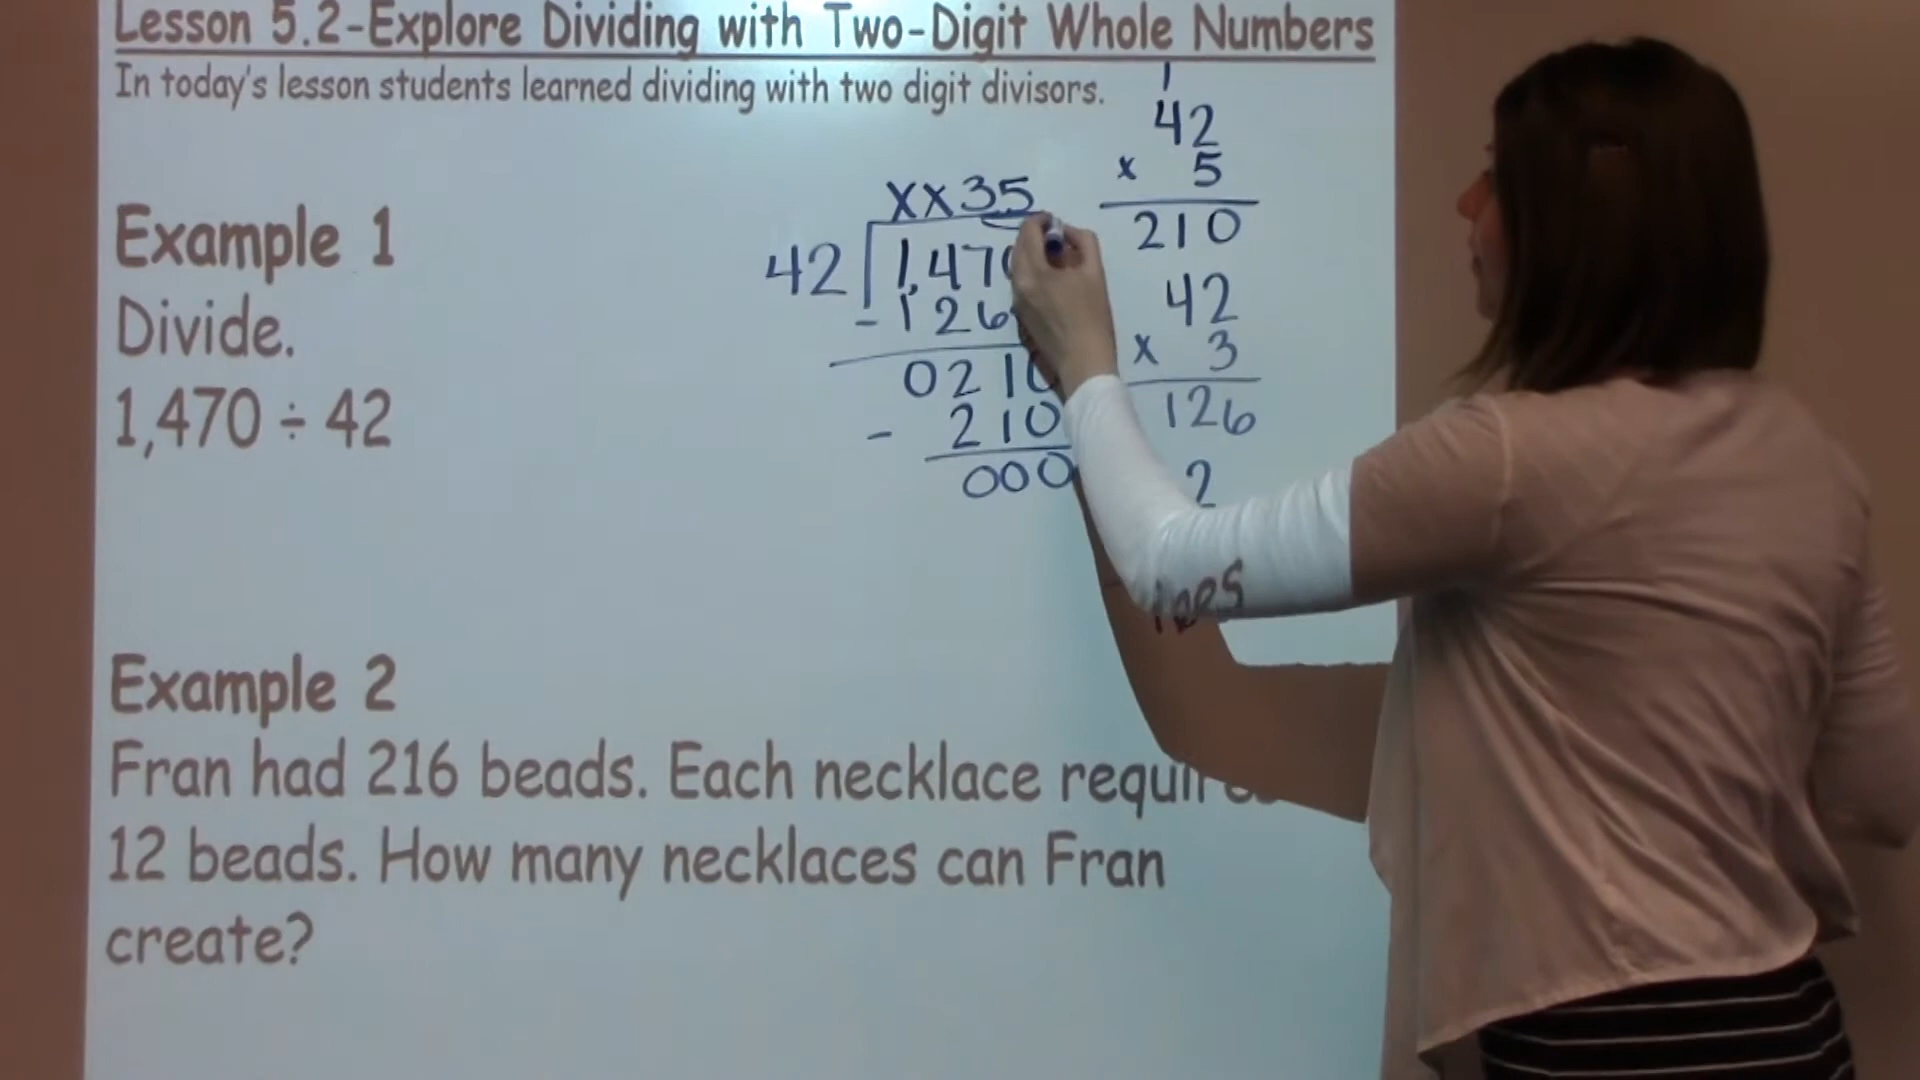 Lesson 5.2-Explore Dividing with Two-Digit Whole Numbers
In today's lesson students learned dividing with two digit divisors.
Example 1
Divide.
1,470 ÷ 42
XX35
42 1,470
- 126
0210
- 210
000
1
42
x 5
210
42
x 3
126
2
Example 2
Fran had 216 beads. Each necklace
12 beads. How many necklaces can Fran
create?